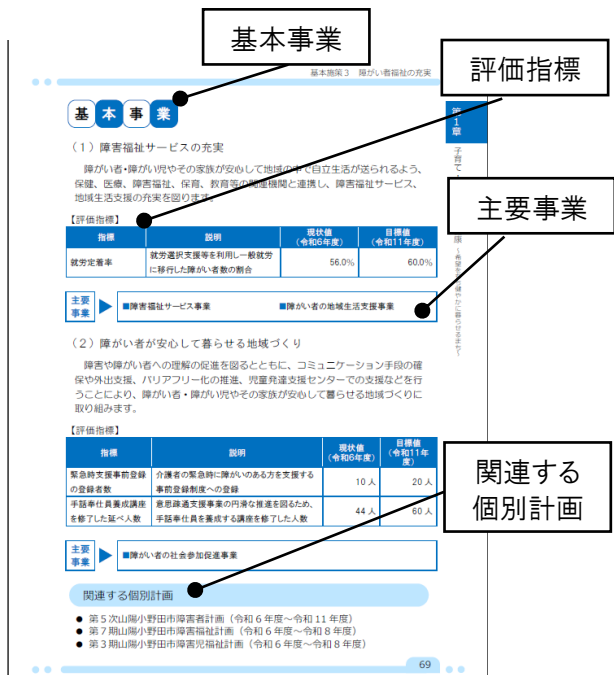 基本事業
評価指標
主要事業
関連する
個別計画
基本施策3 障がい者福祉の充実
基本事業
第1章
子育て・
康 ～希望をもち健やかに暮らせるまち～
（1）障害福祉サービスの充実
障がい者・障がい児やその家族が安心して地域の中で自立生活が送られるよう、
保健、医療、障害福祉、保育、教育等の関連機関と連携し、障害福祉サービス、
地域生活支援の充実を図ります。
【評価指標】
指標 説明 現状値（令和6年度） 目標値（令和11年度）
就労定着率 就労選択支援等を利用し一般就労に移行した障がい者数の割合 56.0% 60.0%
主要事業 ■障害福祉サービス事業 ■障がい者の地域生活支援事業
（2）障がい者が安心して暮らせる地域づくり
障害や障がい者への理解の促進を図るとともに、コミュニケーション手段の確
保や外出支援、バリアフリー化の推進、児童発達支援センターでの支援などを行
うことにより、障がい者・障がい児やその家族が安心して暮らせる地域づくりに
取り組みます。
【評価指標】
指標 説明 現状値（令和6年度） 目標値（令和11年度）
緊急時支援事前登録の登録者数 介護者の緊急時に障がいのある方を支援する事前登録制度への登録 10人 20人
手話奉仕員養成講座を修了した延べ人数 意思疎通支援事業の円滑な推進を図るため、手話奉仕員を養成する講座を修了した人数 44人 60人
主要事業 ■障がい者の社会参加促進事業
関連する個別計画
● 第5次山陽小野田市障害者計画（令和6年度～令和11年度）
● 第7期山陽小野田市障害福祉計画（令和6年度～令和8年度）
● 第3期山陽小野田市障害児福祉計画（令和6年度～令和8年度）
69